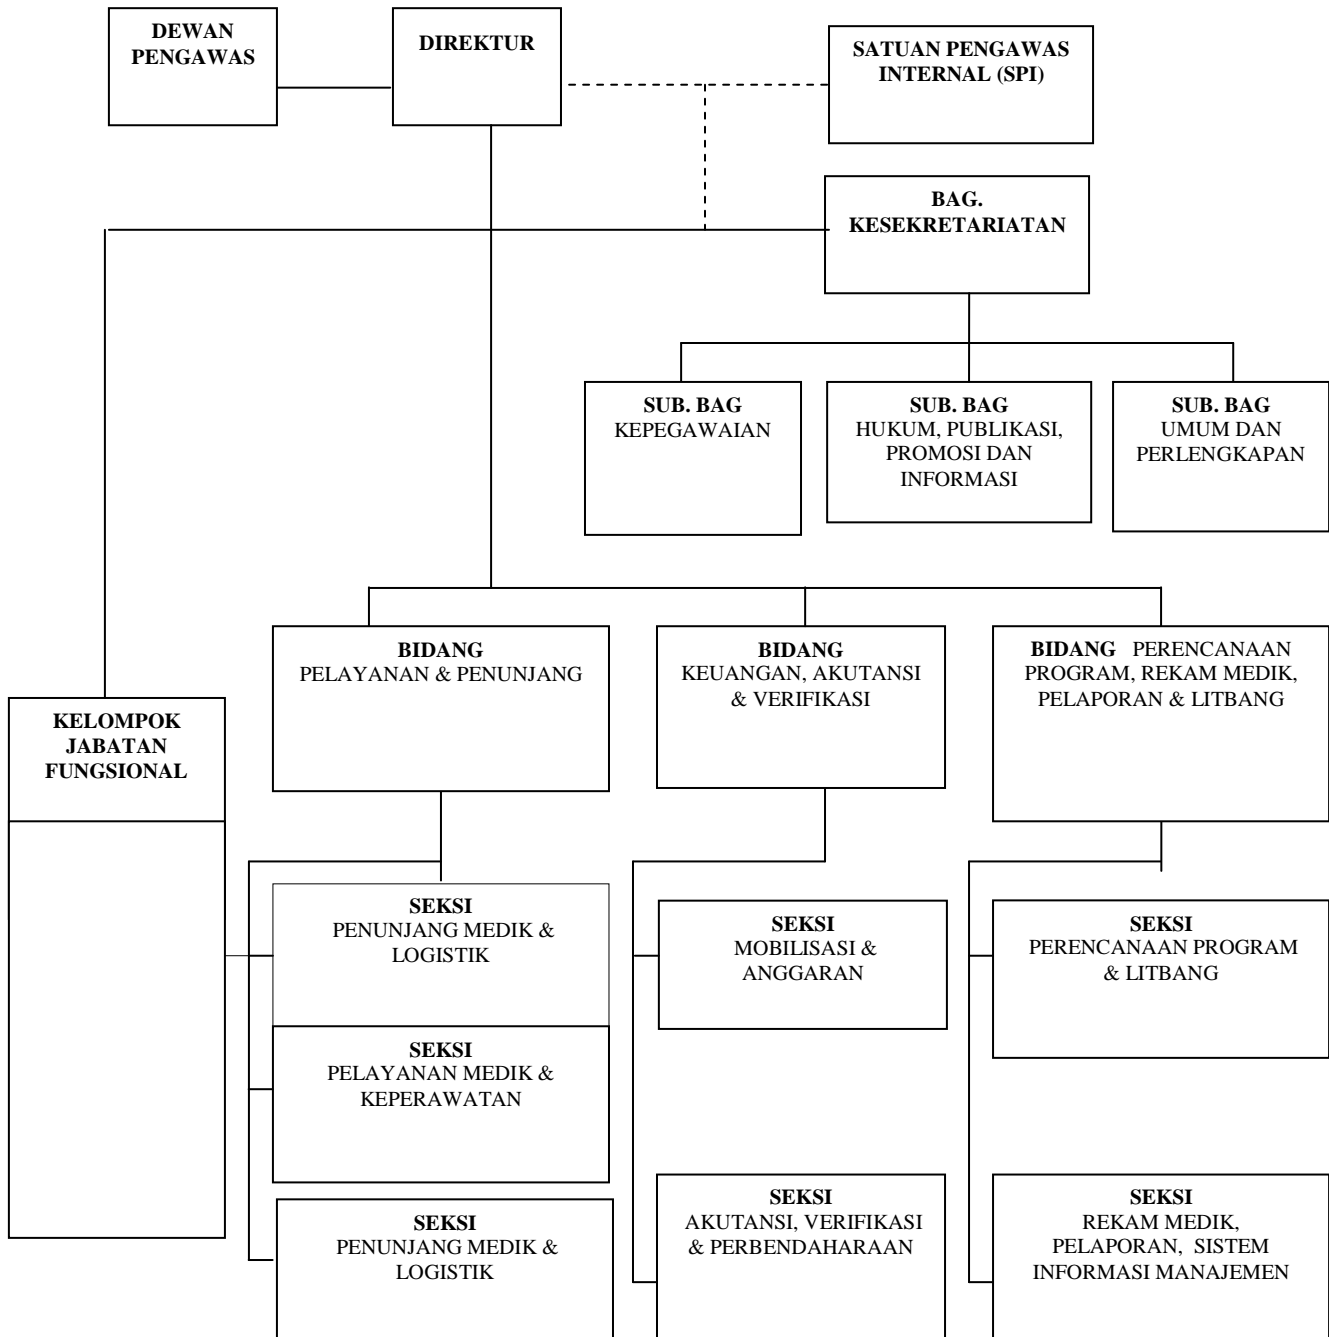 DEWAN
PENGAWAS
DIREKTUR
SATUAN PENGAWAS
INTERNAL (SPI)
BAG.
KESEKRETARIATAN
SUB. BAG
KEPEGAWAIAN
SUB. BAG
HUKUM, PUBLIKASI,
PROMOSI DAN
INFORMASI
SUB. BAG
UMUM DAN
PERLENGKAPAN
BIDANG
PELAYANAN & PENUNJANG
BIDANG
KEUANGAN, AKUTANSI
& VERIFIKASI
BIDANG PERENCANAAN
PROGRAM, REKAM MEDIK,
PELAPORAN & LITBANG
KELOMPOK
JABATAN
FUNGSIONAL
SEKSI
PENUNJANG MEDIK &
LOGISTIK
SEKSI
MOBILISASI &
ANGGARAN
SEKSI
PERENCANAAN PROGRAM
& LITBANG
SEKSI
PELAYANAN MEDIK &
KEPERAWATAN
SEKSI
PENUNJANG MEDIK &
LOGISTIK
SEKSI
AKUTANSI, VERIFIKASI
& PERBENDAHARAAN
SEKSI
REKAM MEDIK,
PELAPORAN, SISTEM
INFORMASI MANAJEMEN